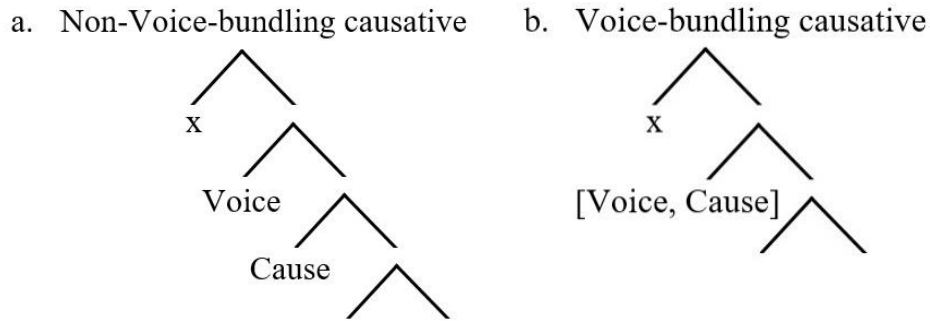 a. Non-Voice-bundling causative
x
Voice
Cause
b. Voice-bundling causative
x
[Voice, Cause]